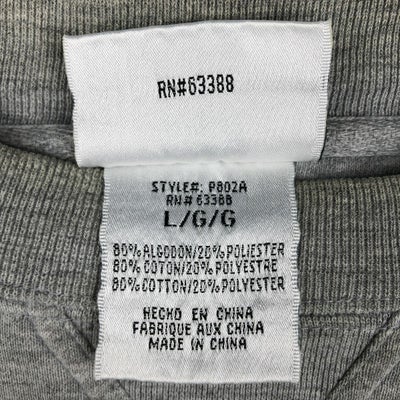 RN#63388
STYLE#: P802A
RN# 63388
L/G/G
80% ALGODON/20% POLIESTER
80% COTON/20% POLYESTRE
80% COTTON/20% POLYESTER
HECHO EN CHINA
FABRIQUE AUX CHINA
MADE IN CHINA